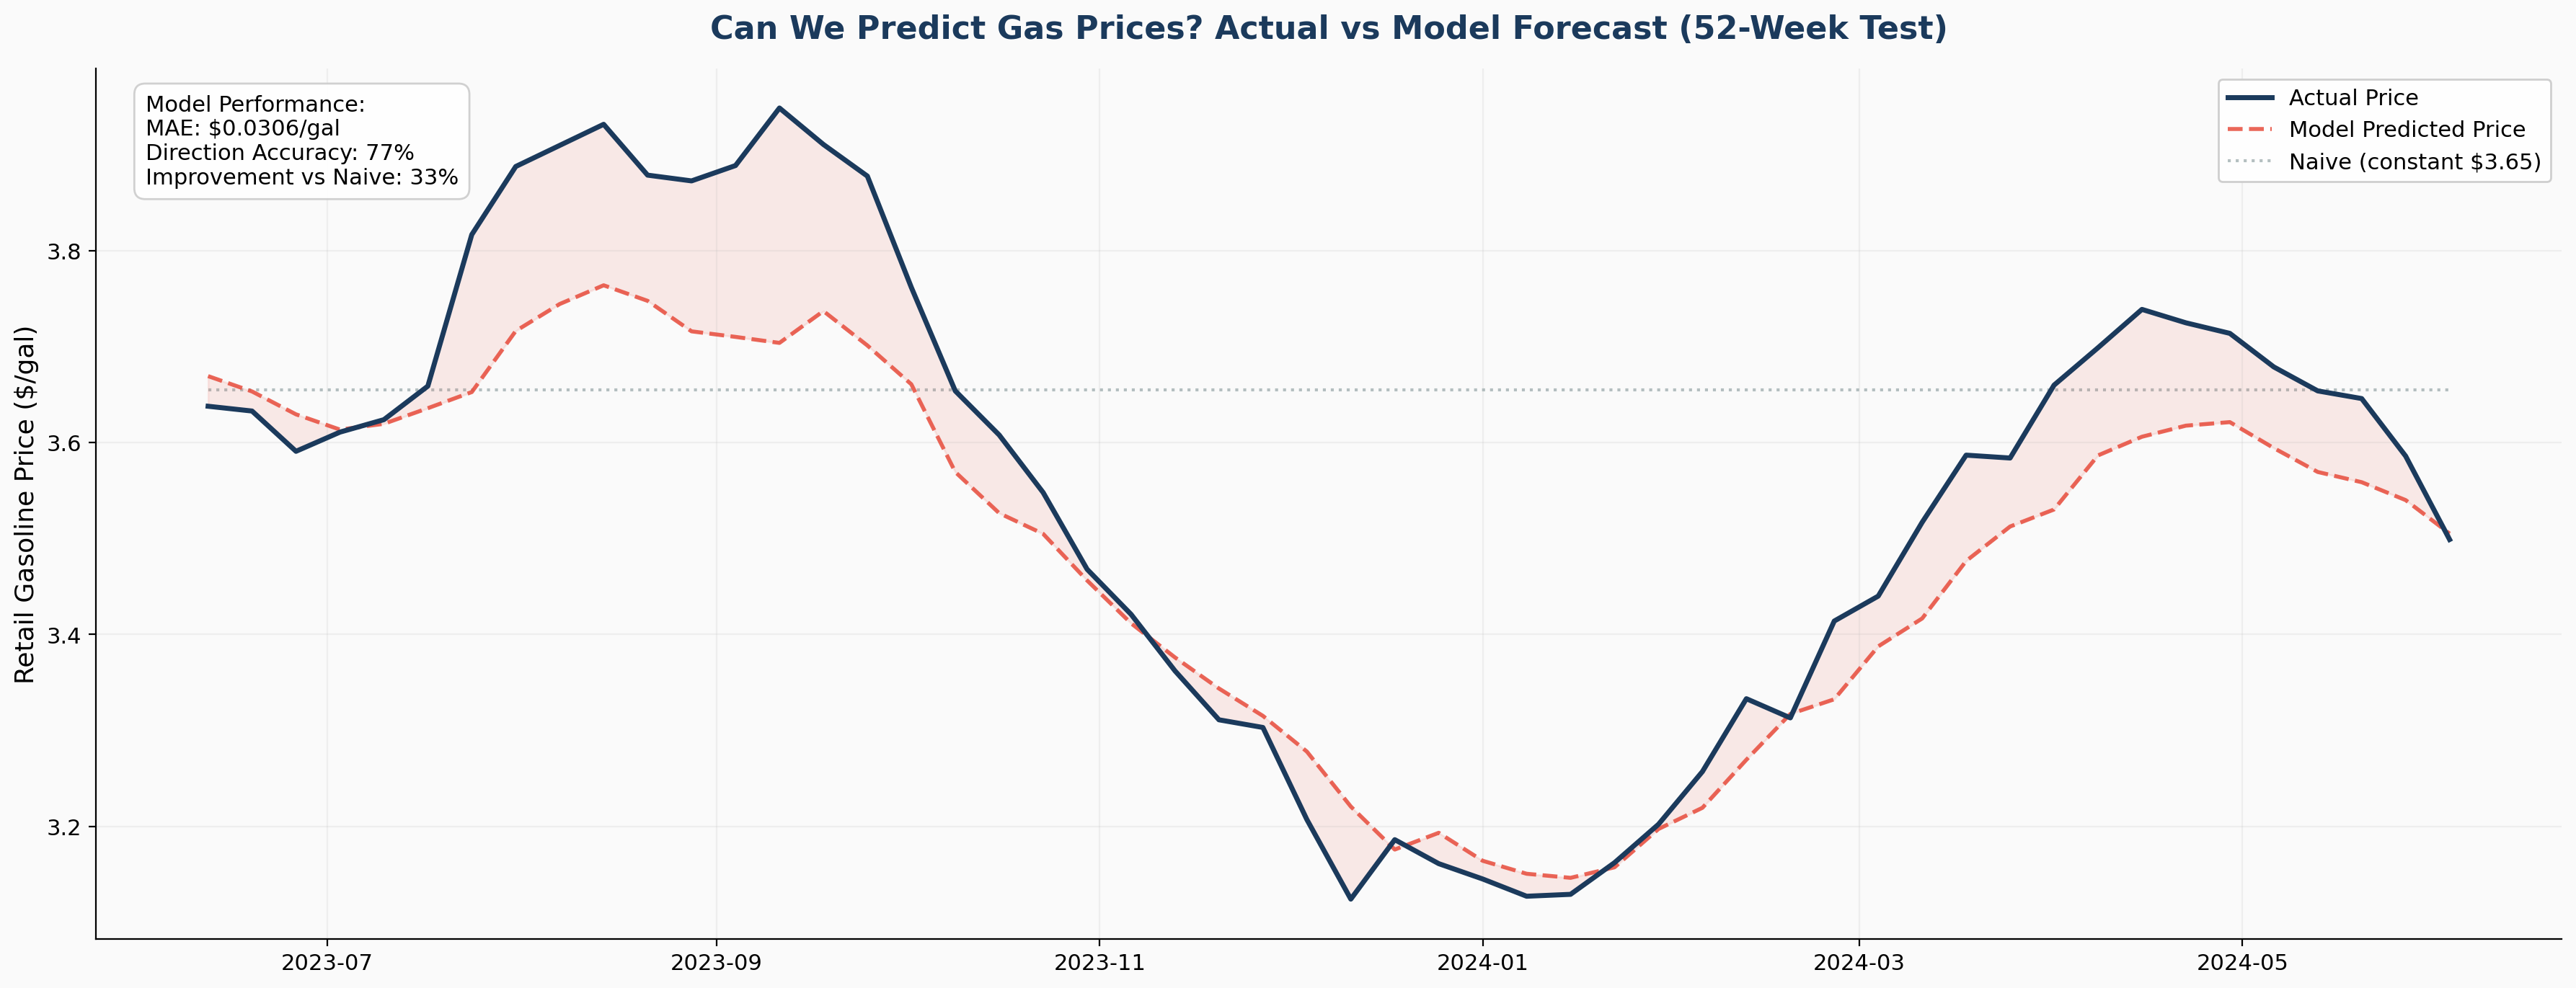 Can We Predict Gas Prices? Actual vs Model Forecast (52-Week Test)
Model Performance:
MAE: $0.0306/gal
Direction Accuracy: 77%
Improvement vs Naive: 33%
Actual Price
Model Predicted Price
Naive (constant $3.65)
Retail Gasoline Price ($/gal)
3.8
3.6
3.4
3.2
2023-07
2023-09
2023-11
2024-01
2024-03
2024-05